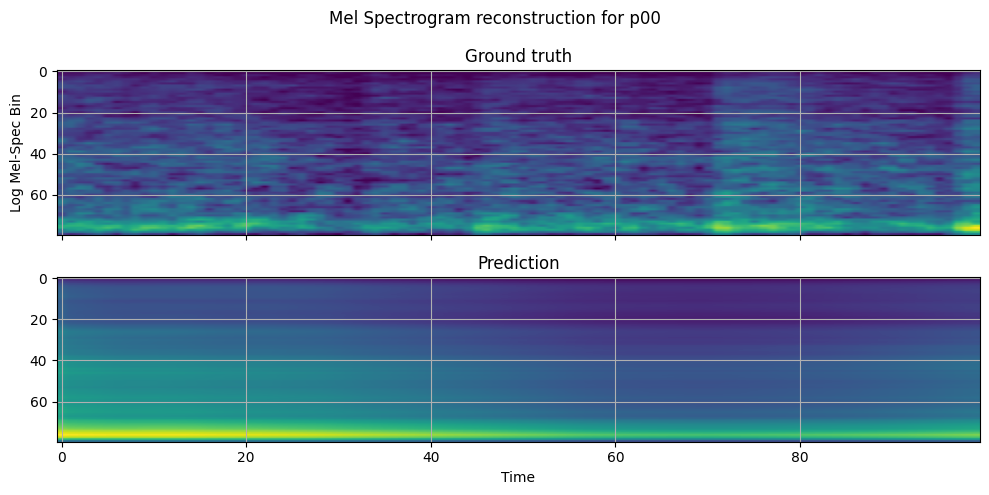 Mel Spectrogram reconstruction for p00
Ground truth
0
20
40
60
Log Mel-Spec Bin
Prediction
0
20
40
60
0 20 40 60 80
Time